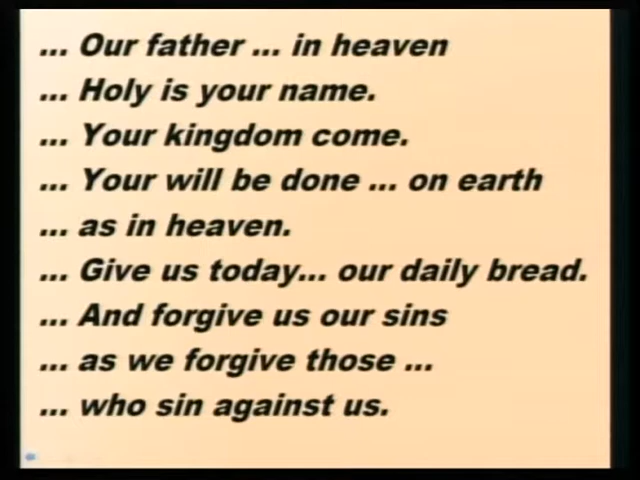 ... Our father ... in heaven
... Holy is your name.
... Your kingdom come.
... Your will be done ... on earth
... as in heaven.
... Give us today... our daily bread.
... And forgive us our sins
... as we forgive those ...
... who sin against us.